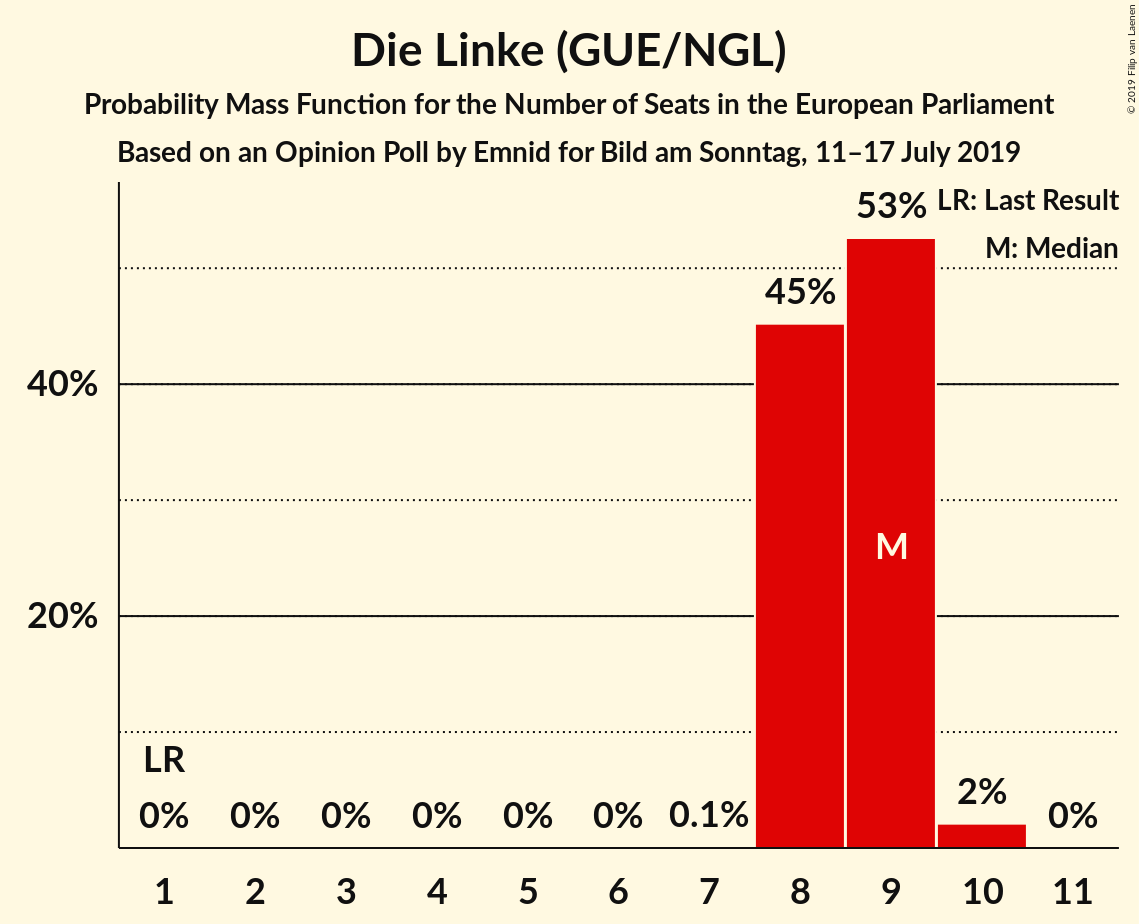 Die Linke (GUE/NGL)
Probability Mass Function for the Number of Seats in the European Parliament
Based on an Opinion Poll by Emnid for Bild am Sonntag, 11–17 July 2019
© 2019 Filip van Laenen
LR: Last Result
M: Median
53%
45%
40%
M
20%
LR
0% 0% 0% 0% 0% 0% 0.1% 2% 0%
1 2 3 4 5 6 7 8 9 10 11